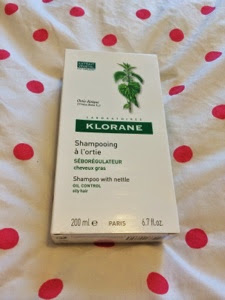 LABORATOIRES
KLORANE
Shampooing
à l'ortie
SÉBORÉGULATEUR
cheveux gras
Shampoo with nettle
OIL CONTROL
oily hair
200 ml e PARIS 6.7 fl.oz.